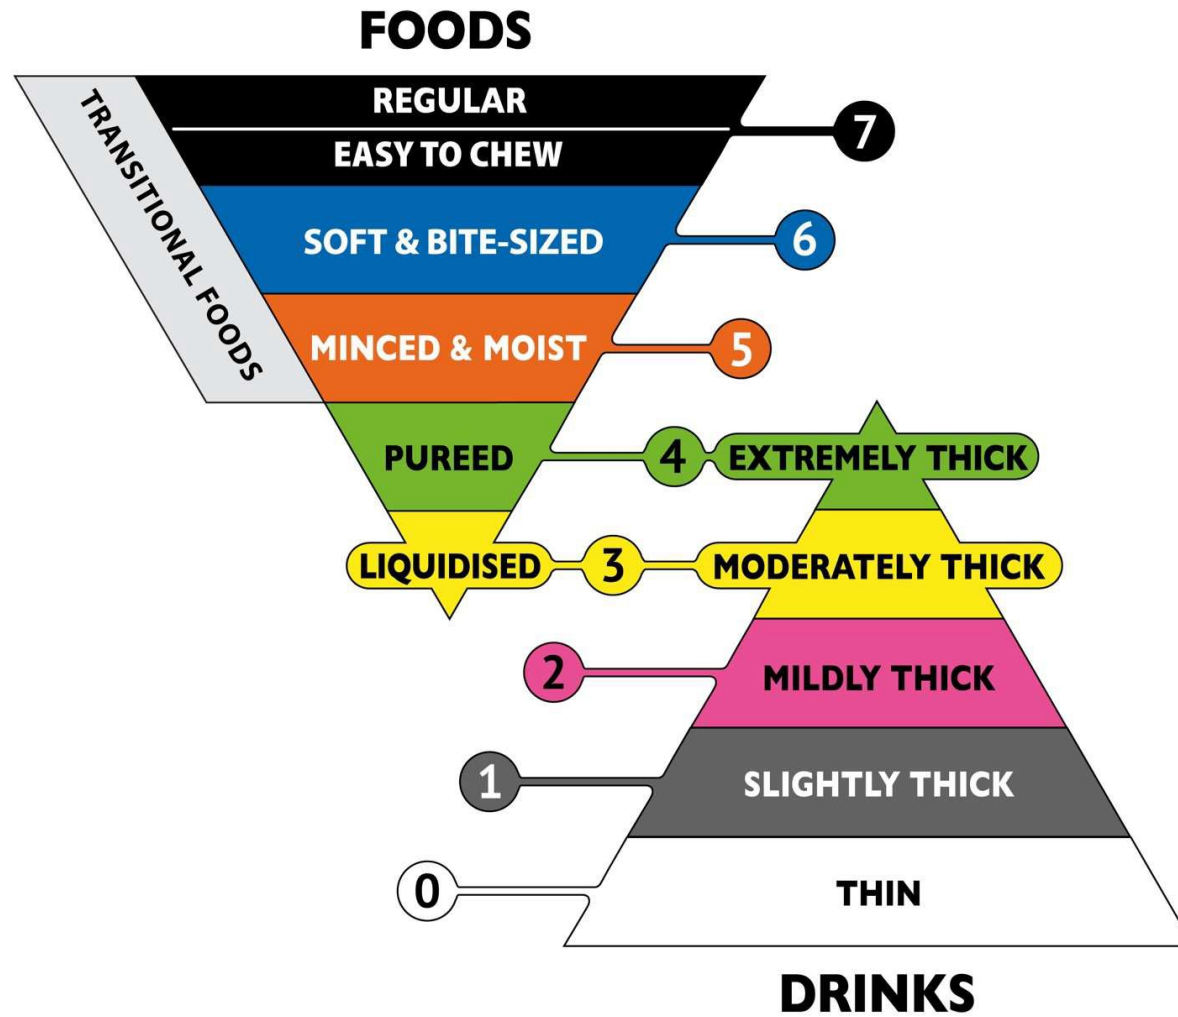 FOODS
TRANSITIONAL FOODS
REGULAR
EASY TO CHEW
7
SOFT & BITE-SIZED
6
MINCED & MOIST
5
PUREED
4
EXTREMELY THICK
LIQUIDISED
3
MODERATELY THICK
2
MILDLY THICK
1
SLIGHTLY THICK
0
THIN
DRINKS